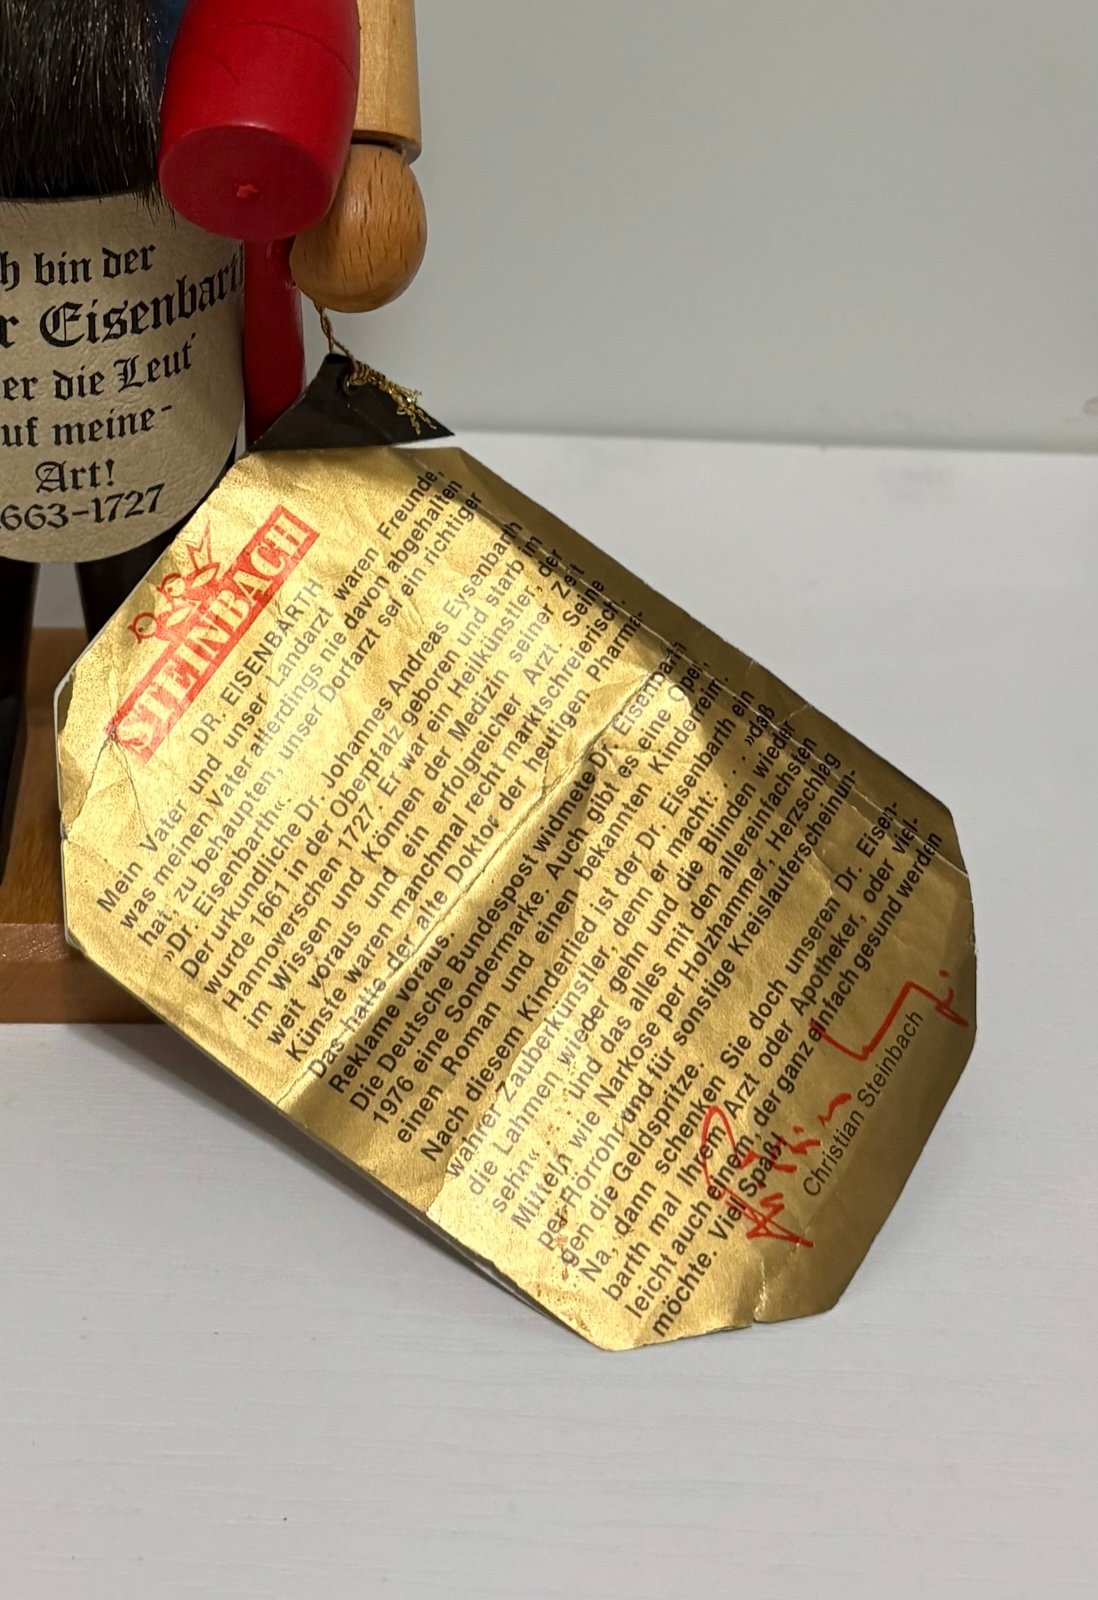 h bin der
r Eisenbart
er die Leut'
uf meine-
Art!
1663-1727
STEINBACH
DR. EISENBARTH
Mein Vater und unser Landarzt waren Freunde,
was meinen Vater allerdings nie davon abgehalten
hat, zu behaupten, unser Dorfarzt sei ein richtiger
»Dr. Eisenbarth«.
Der urkundliche Dr. Johannes Andreas Eysenbarth
wurde 1661 in der Oberpfalz geboren und starb im
Hannoverschen 1727. Er war ein Heilkünstler, der
im Wissen und Können der Medizin seiner Zeit
weit voraus und ein erfolgreicher Arzt. Seine
Künste waren manchmal recht marktschreierisch.
Das hatte der alte Doktor der heutigen Pharma-
Reklame voraus.
Die Deutsche Bundespost widmete Dr. Eisenbarth
1976 eine Sondermarke. Auch gibt es eine Oper,
einen Roman und einen bekannten Kinderreim.
Nach diesem Kinderlied ist der Dr. Eisenbarth ein
wahrer Zauberkünstler, denn er macht: . . . »daß
die Lahmen wieder gehn und die Blinden wieder
sehn« . . . und das alles mit den allereinfachsten
Mitteln wie Narkose per Holzhammer, Herzschlag
per Hörrohr und für sonstige Kreislauferscheinun-
gen die Geldspritze.
Na, dann schenken Sie doch unseren Dr. Eisen-
barth mal Ihrem Arzt oder Apotheker, oder viel-
leicht auch einem, der ganz einfach gesund werden
möchte. Viel Spaß!
Christian Steinbach